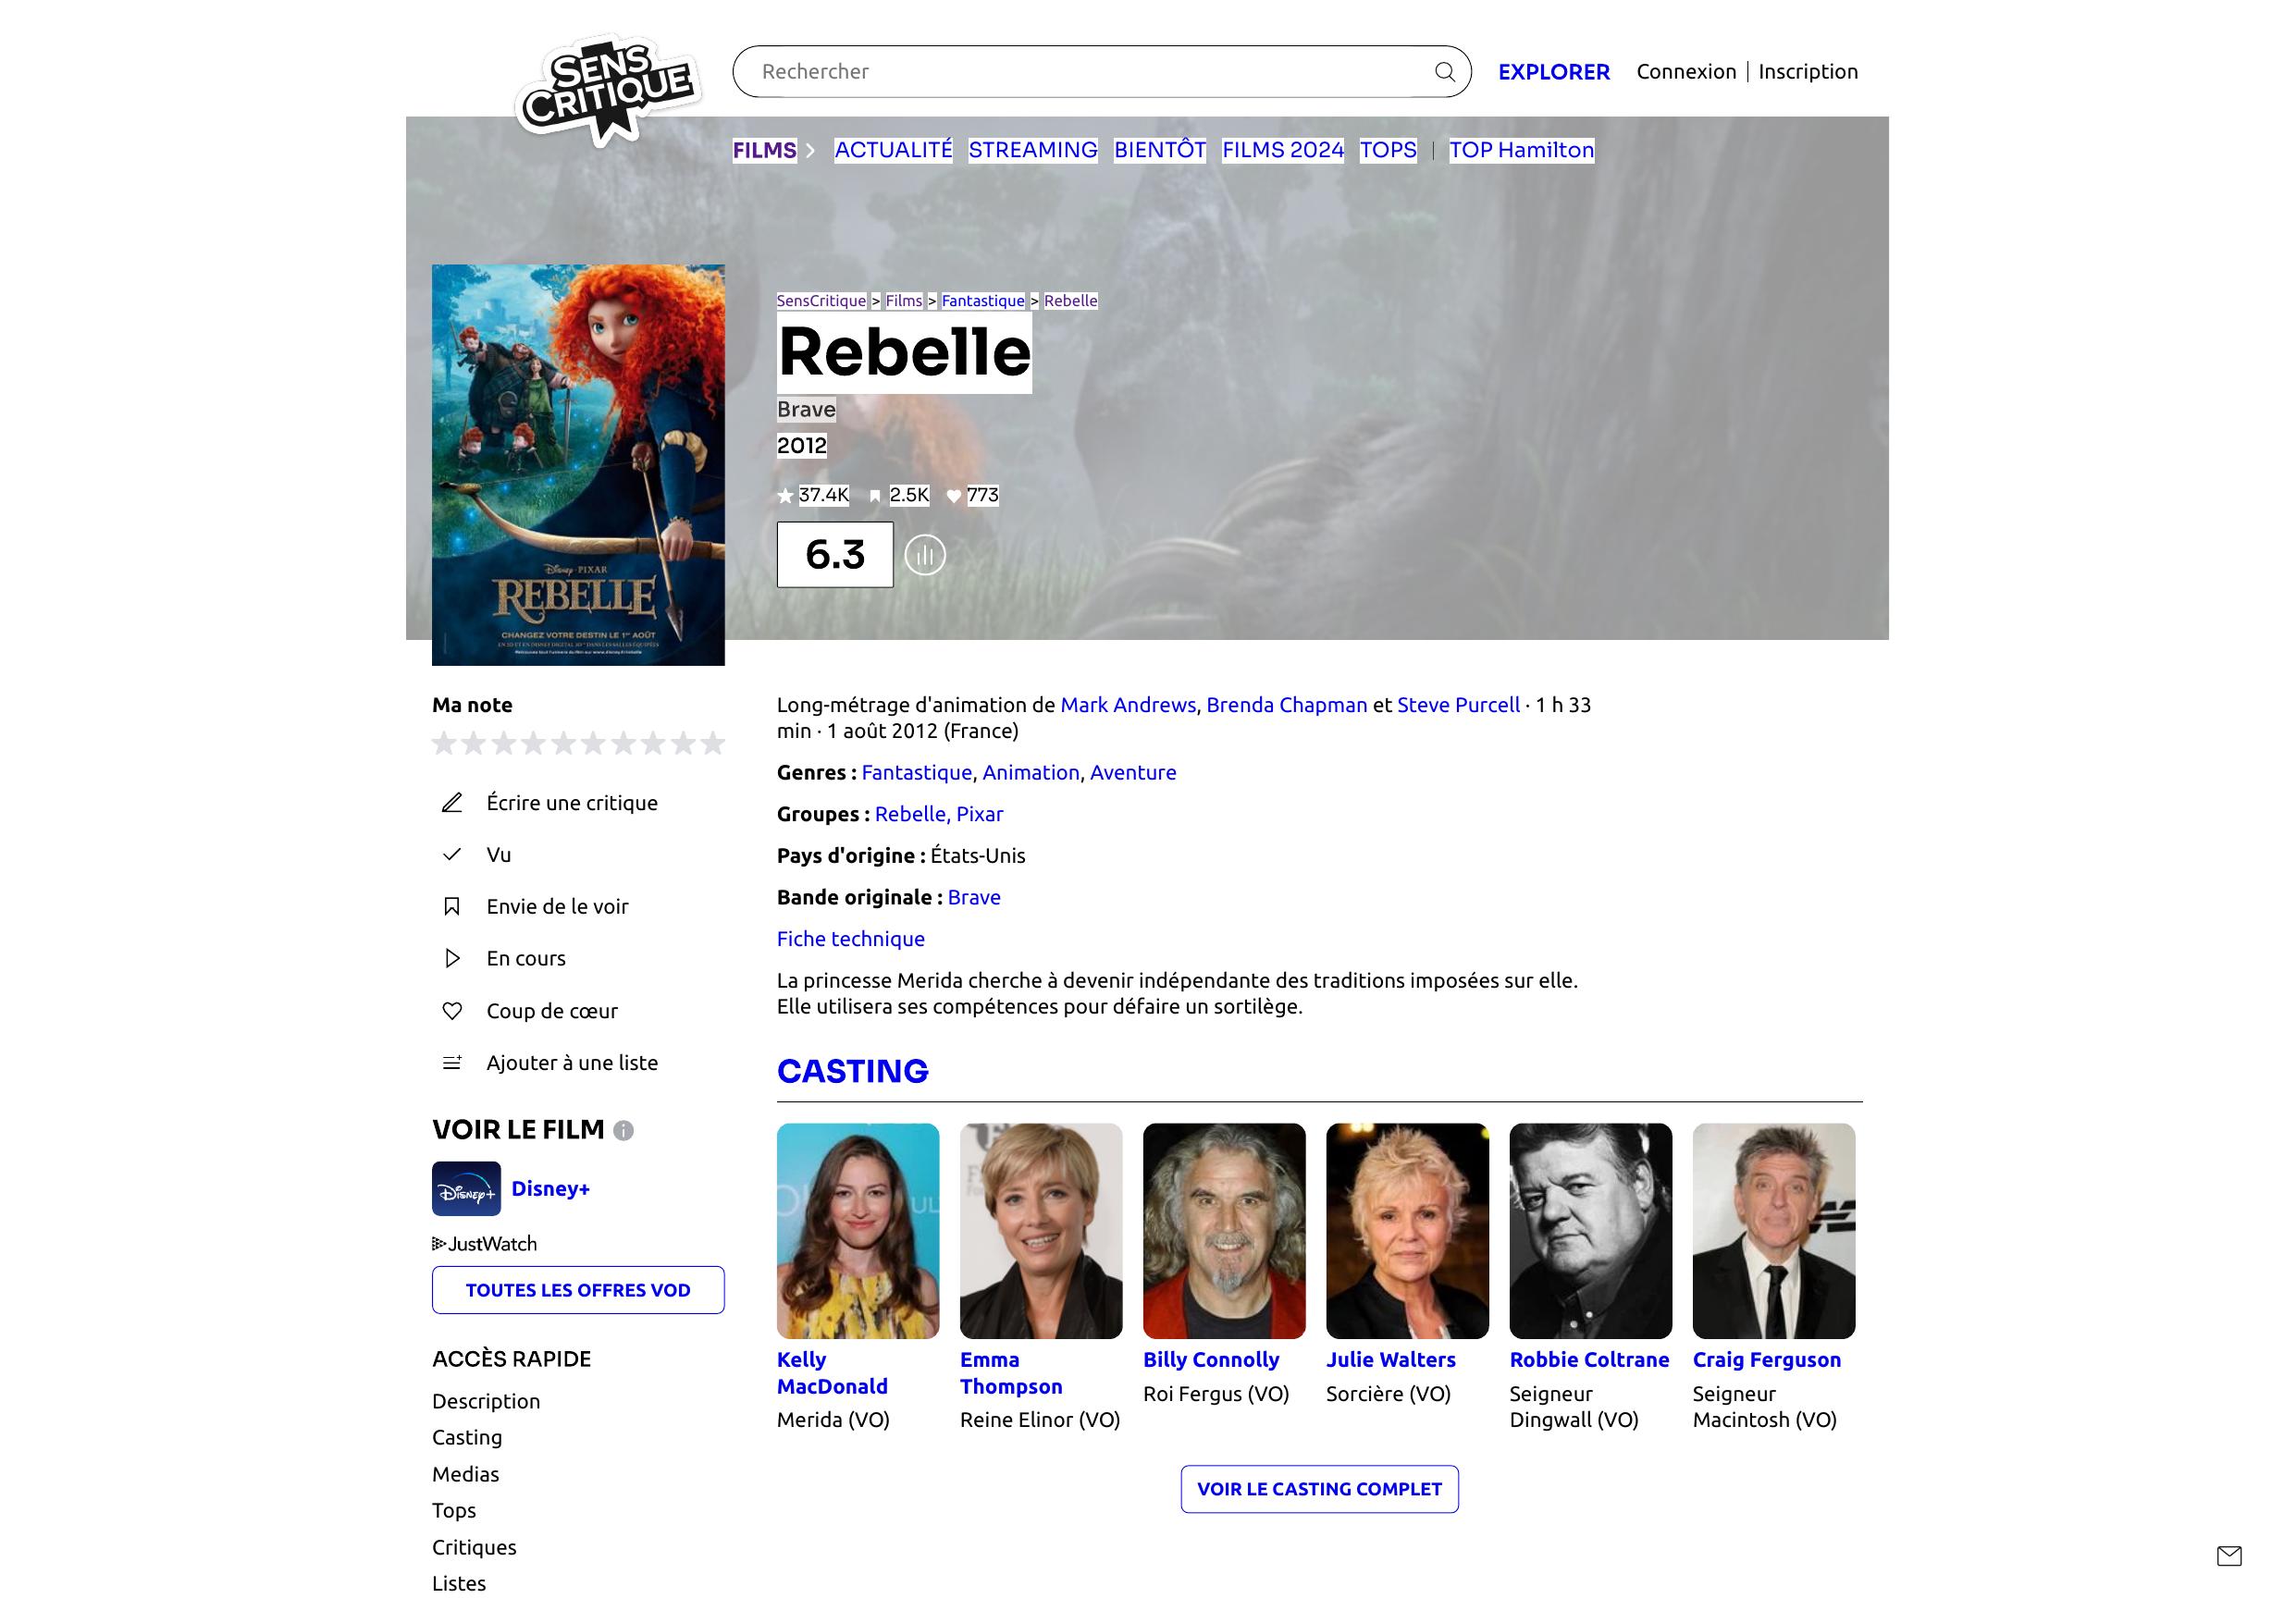 SENS CRITIQUE
Rechercher
EXPLORER
Connexion | Inscription
FILMS
ACTUALITÉ
STREAMING
BIENTÔT
FILMS 2024
TOPS
TOP Hamilton
SensCritique > Films > Fantastique > Rebelle
Rebelle
Brave
2012
37.4K
2.5K
773
6.3
DISNEY · PIXAR
REBELLE
CHANGEZ VOTRE DESTIN LE 1ER AOÛT
Ma note
Écrire une critique
Vu
Envie de le voir
En cours
Coup de cœur
Ajouter à une liste
VOIR LE FILM
Disney+
Disney+
JustWatch
TOUTES LES OFFRES VOD
ACCÈS RAPIDE
Description
Casting
Medias
Tops
Critiques
Listes
Long-métrage d'animation de Mark Andrews, Brenda Chapman et Steve Purcell · 1 h 33
min · 1 août 2012 (France)
Genres : Fantastique, Animation, Aventure
Groupes : Rebelle, Pixar
Pays d'origine : États-Unis
Bande originale : Brave
Fiche technique
La princesse Merida cherche à devenir indépendante des traditions imposées sur elle.
Elle utilisera ses compétences pour défaire un sortilège.
CASTING
Kelly
MacDonald
Merida (VO)
Emma
Thompson
Reine Elinor (VO)
Billy Connolly
Roi Fergus (VO)
Julie Walters
Sorcière (VO)
Robbie Coltrane
Seigneur
Dingwall (VO)
Craig Ferguson
Seigneur
Macintosh (VO)
VOIR LE CASTING COMPLET